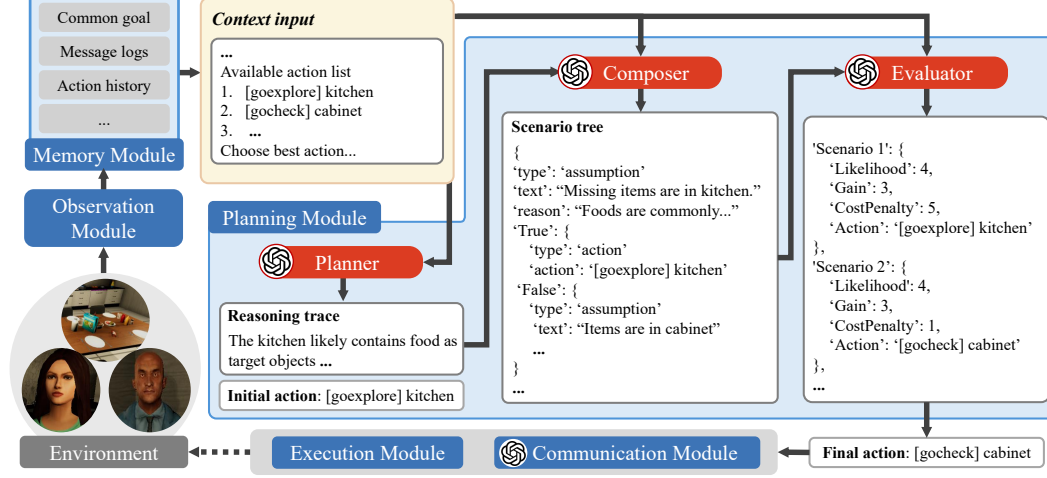 Common goal
Message logs
Action history
...
Memory Module
Observation
Module
Environment
Context input
...
Available action list
1. [goexplore] kitchen
2. [gocheck] cabinet
3. ...
Choose best action...
Planning Module
Planner
Reasoning trace
The kitchen likely contains food as
target objects ...
Initial action: [goexplore] kitchen
Composer
Scenario tree
{
‘type’: ‘assumption’
‘text’: “Missing items are in kitchen.”
‘reason’: “Foods are commonly...”
‘True’: {
‘type’: ‘action’
‘action’: ‘[goexplore] kitchen’
‘False’: {
‘type’: ‘assumption’
‘text’: “Items are in cabinet”
...
}
...
Evaluator
'Scenario 1': {
‘Likelihood’: 4,
‘Gain’: 3,
‘CostPenalty’: 5,
‘Action’: ‘[goexplore] kitchen’
},
'Scenario 2’: {
‘Likelihood': 4,
‘Gain’: 3,
‘CostPenalty’: 1,
‘Action’: ‘[gocheck] cabinet’
},
...
Final action: [gocheck] cabinet
Communication Module
Execution Module